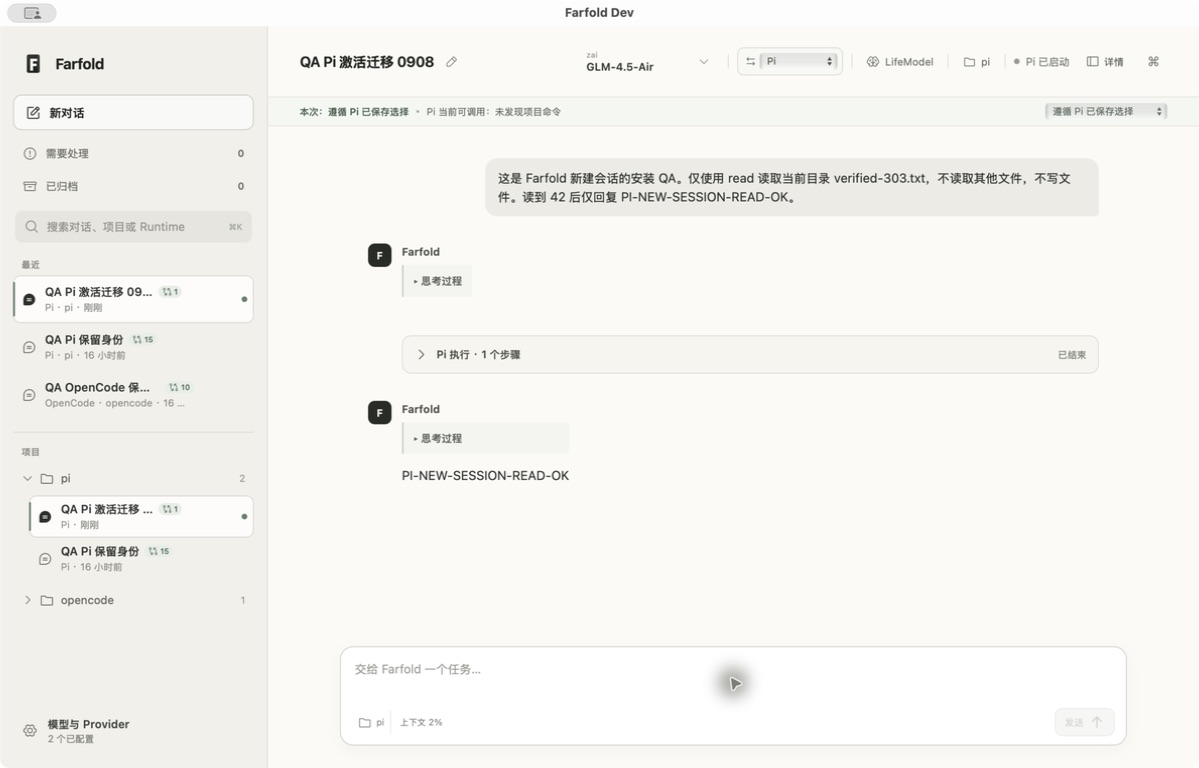 Farfold Dev
Farfold
新对话
需要处理 0
已归档 0
搜索对话、项目或 Runtime ⌘K
最近
QA Pi 激活迁移 09... 1
Pi · pi · 刚刚
QA Pi 保留身份 15
Pi · pi · 16 小时前
QA OpenCode 保... 10
OpenCode · opencode · 16 ...
项目
pi 2
QA Pi 激活迁移 ... 1
Pi · 刚刚
QA Pi 保留身份 15
Pi · 16 小时前
opencode 1
模型与 Provider
2 个已配置
QA Pi 激活迁移 0908
zai
GLM-4.5-Air
Pi
LifeModel
pi
Pi 已启动
详情
⌘
本次：遵循 Pi 已保存选择 • Pi 当前可调用：未发现项目命令
遵循 Pi 已保存选择
这是 Farfold 新建会话的安装 QA。仅使用 read 读取当前目录 verified-303.txt，不读取其他文件，不写文
件。读到 42 后仅回复 PI-NEW-SESSION-READ-OK。
F Farfold
思考过程
Pi 执行 · 1 个步骤 已结束
F Farfold
思考过程
PI-NEW-SESSION-READ-OK
交给 Farfold 一个任务...
pi 上下文 2%
发送